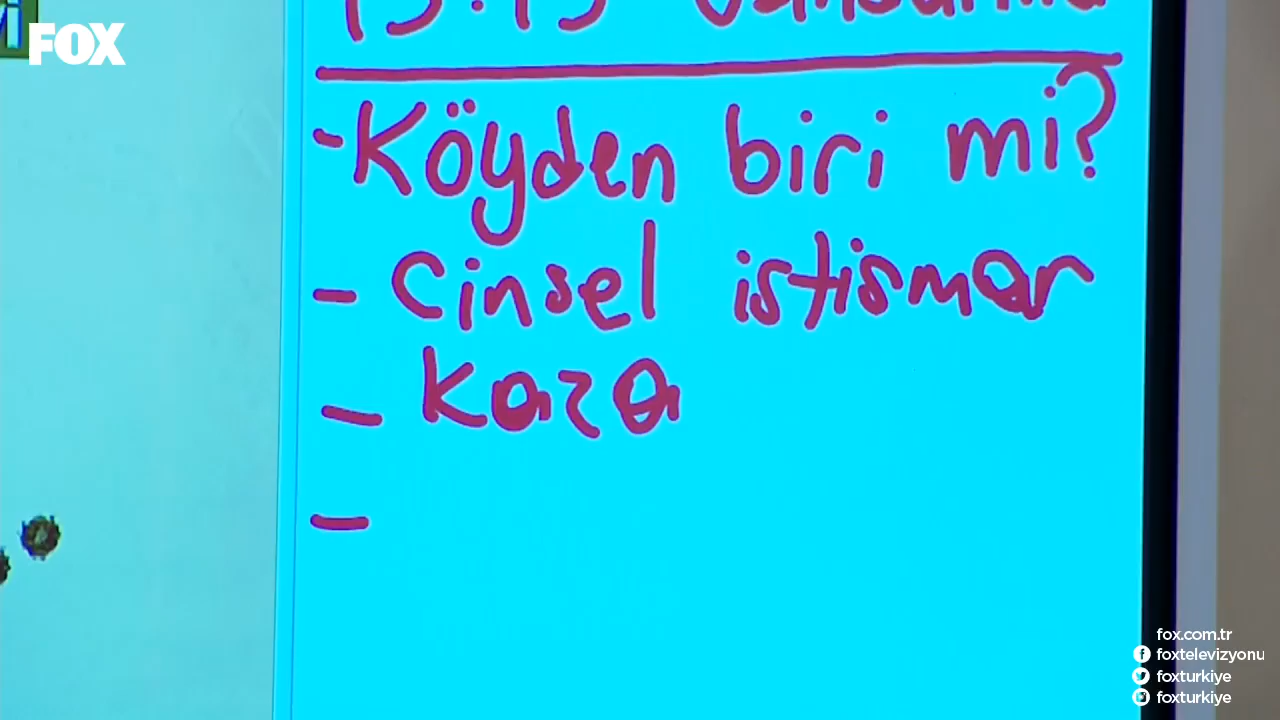 FOX
- Köyden biri mi?
- Cinsel istismar
- Kaza
-
fox.com.tr
foxtelevizyonu
foxturkiye
foxturkiye